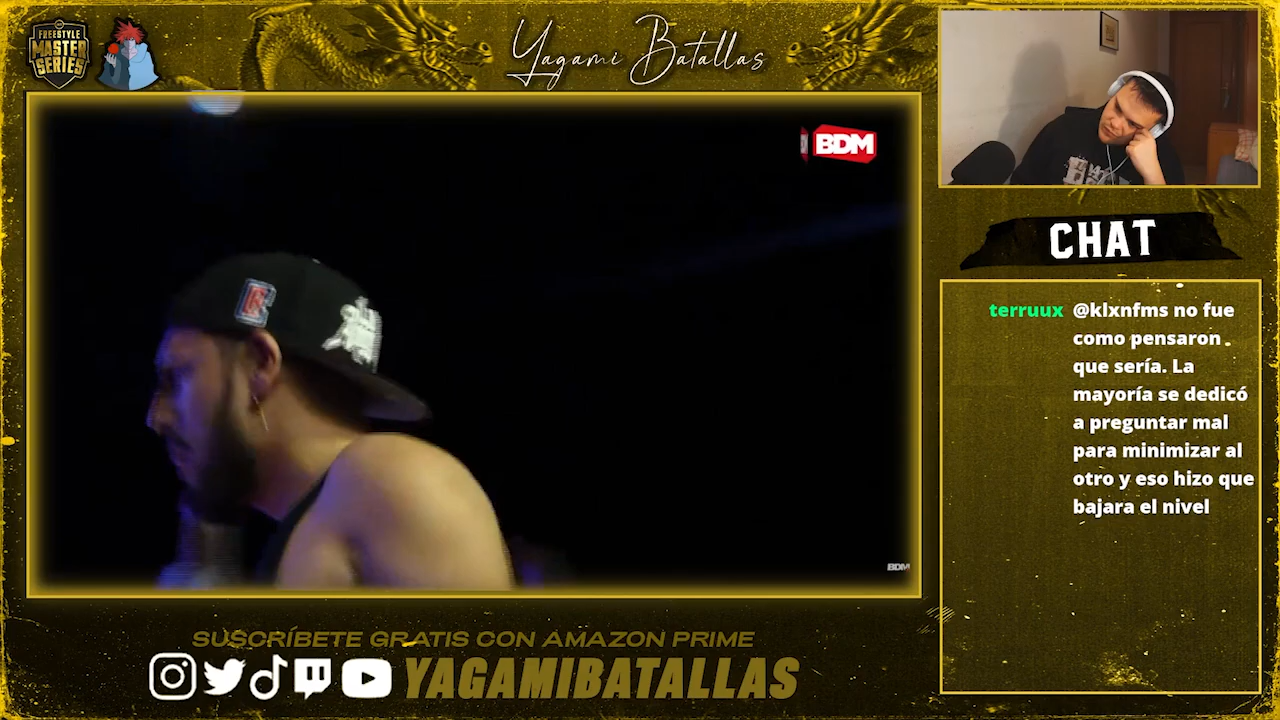 FREESTYLE
MASTER
SERIES
Yagami Batallas
BDM
CHAT
terruux @klxnfms no fue
como pensaron
que sería. La
mayoría se dedicó
a preguntar mal
para minimizar al
otro y eso hizo que
bajara el nivel
BDM
SUSCRÍBETE GRATIS CON AMAZON PRIME
YAGAMIBATALLAS